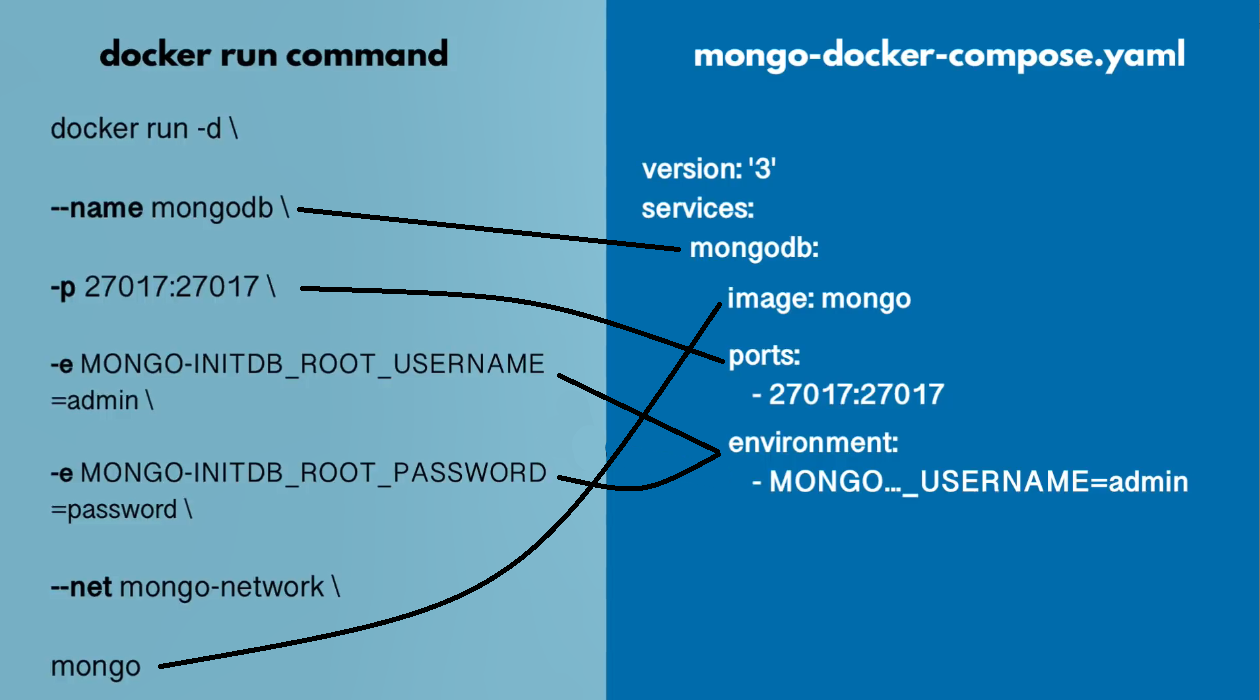 docker run command
docker run -d \
--name mongodb \
-p 27017:27017 \
-e MONGO-INITDB_ROOT_USERNAME
=admin \
-e MONGO-INITDB_ROOT_PASSWORD
=password \
--net mongo-network \
mongo
mongo-docker-compose.yaml
version: '3'
services:
mongodb:
image: mongo
ports:
- 27017:27017
environment:
- MONGO..._USERNAME=admin